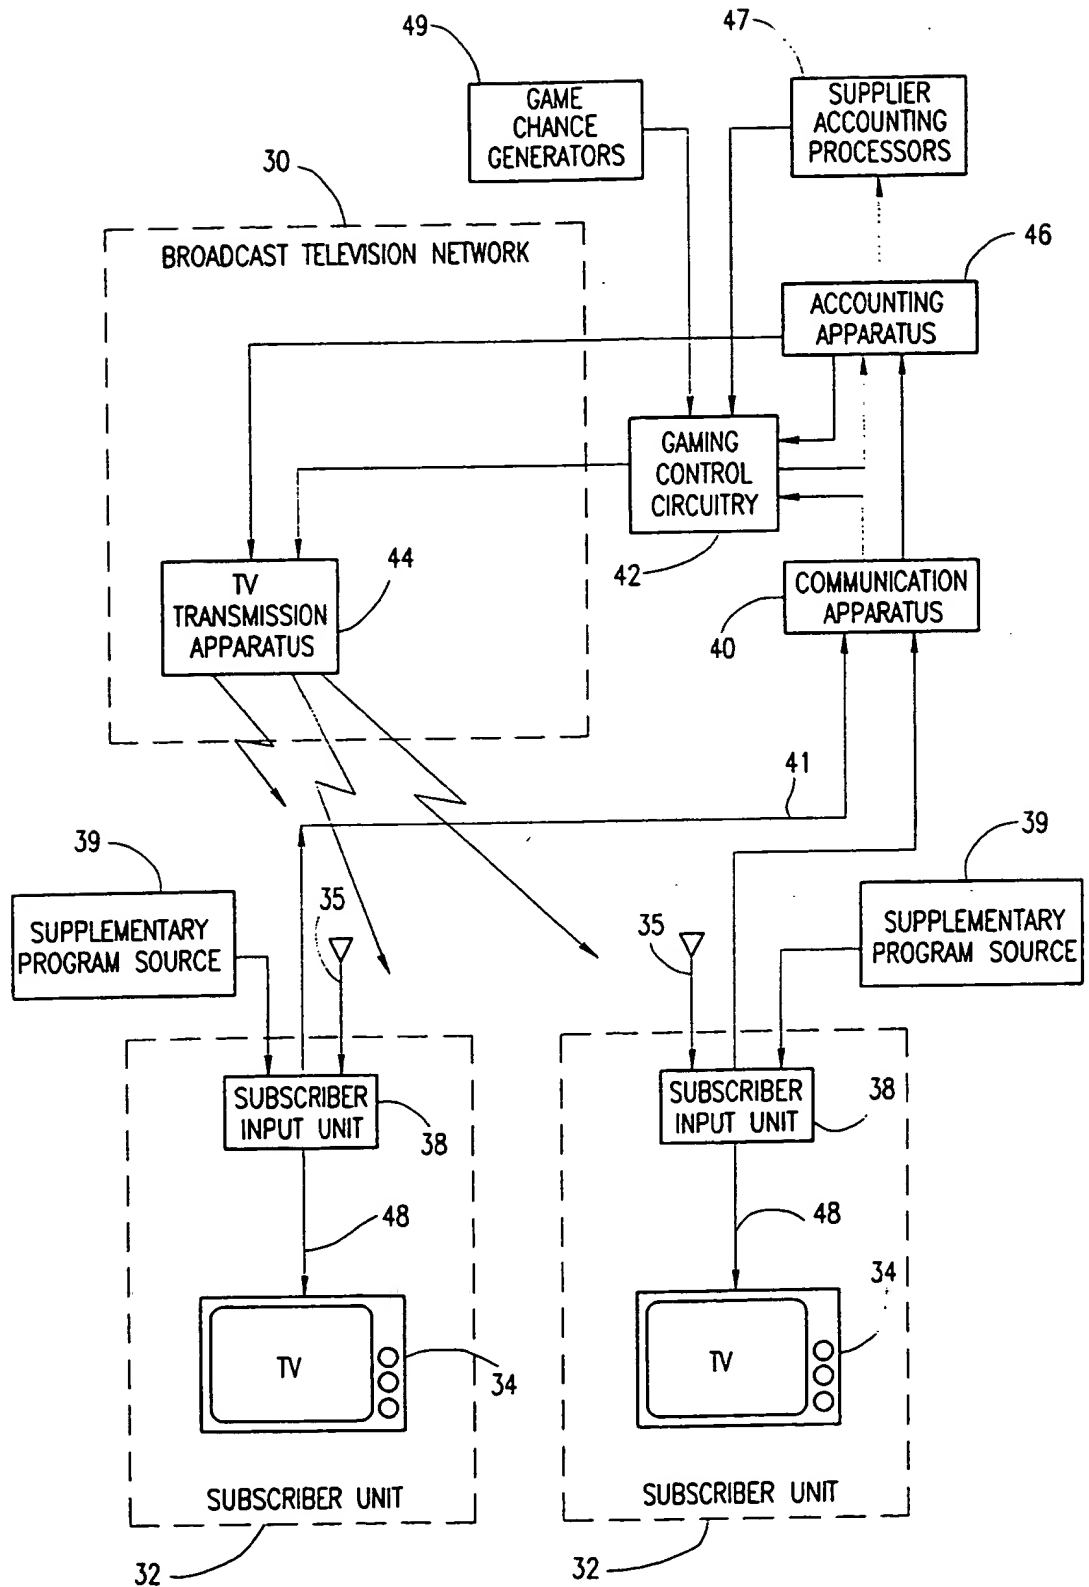 49
47
GAME
CHANCE
GENERATORS
SUPPLIER
ACCOUNTING
PROCESSORS
30
46
BROADCAST TELEVISION NETWORK
ACCOUNTING
APPARATUS
GAMING
CONTROL
CIRCUITRY
42
44
TV
TRANSMISSION
APPARATUS
COMMUNICATION
APPARATUS
40
41
39
39
35
35
SUPPLEMENTARY
PROGRAM SOURCE
SUPPLEMENTARY
PROGRAM SOURCE
SUBSCRIBER
INPUT UNIT
38
SUBSCRIBER
INPUT UNIT
38
48
48
34
TV
34
TV
SUBSCRIBER UNIT
SUBSCRIBER UNIT
32
32